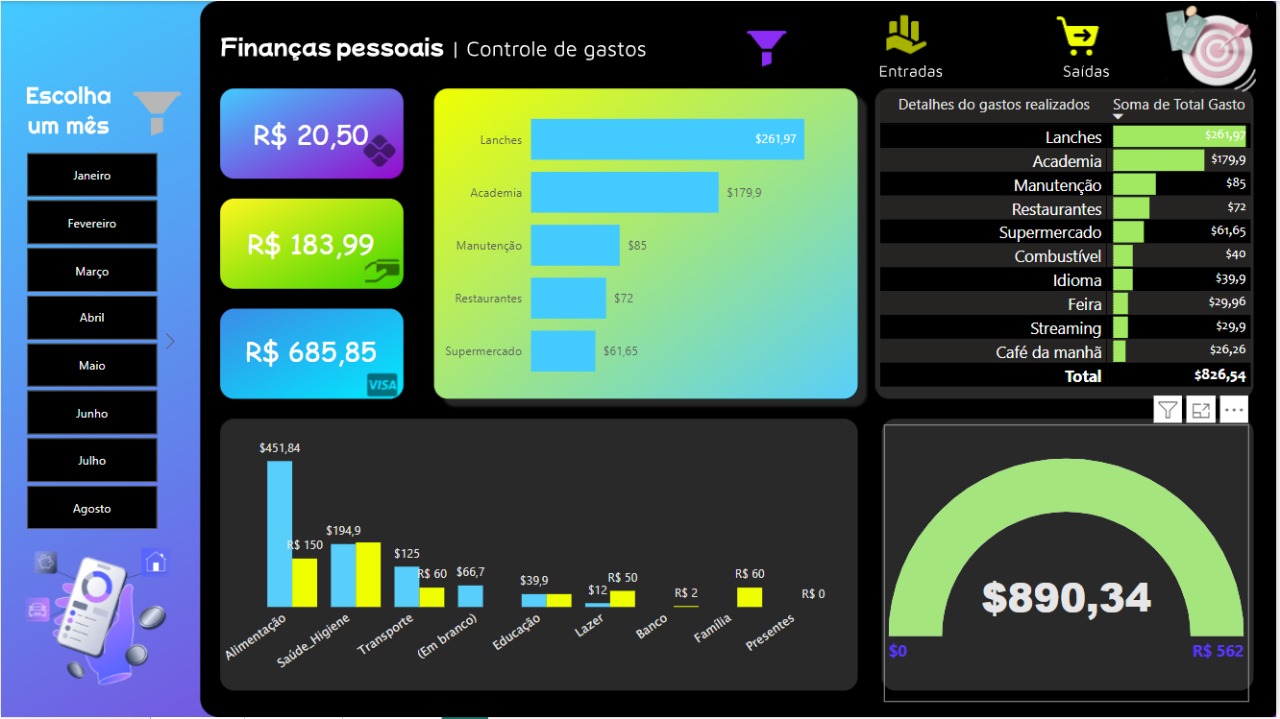 Finanças pessoais | Controle de gastos
Entradas
Saídas
Escolha
um mês
Janeiro
Fevereiro
Março
Abril
Maio
Junho
Julho
Agosto
R$ 20,50
R$ 183,99
R$ 685,85
VISA
Lanches $261,97
Academia $179,9
Manutenção $85
Restaurantes $72
Supermercado $61,65
Detalhes do gastos realizados Soma de Total Gasto
Lanches $261,97
Academia $179,9
Manutenção $85
Restaurantes $72
Supermercado $61,65
Combustível $40
Idioma $39,9
Feira $29,96
Streaming $29,9
Café da manhã $26,26
Total $826,54
$451,84
R$ 150
$194,9
$125
R$ 60
$66,7
$39,9
$12
R$ 50
R$ 2
R$ 60
R$ 0
Alimentação
Saúde_Higiene
Transporte
(Em branco)
Educação
Lazer
Banco
Família
Presentes
$890,34
$0
R$ 562